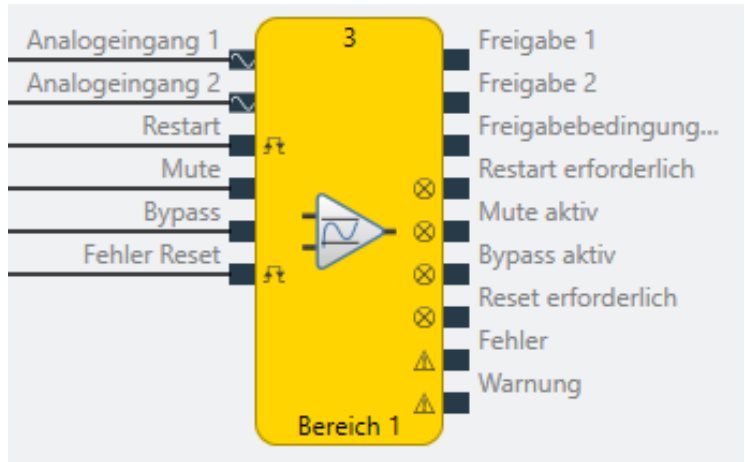 3
Analogeingang 1
Analogeingang 2
Restart
Mute
Bypass
Fehler Reset
Freigabe 1
Freigabe 2
Freigabebedingung...
Restart erforderlich
Mute aktiv
Bypass aktiv
Reset erforderlich
Fehler
Warnung
Bereich 1